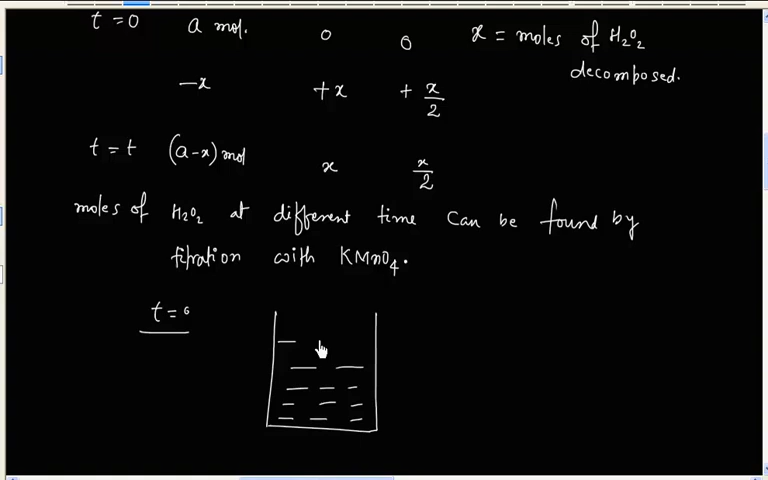 t = 0 a mol. 0 0 x = moles of H2O2
decomposed.
-x +x + x/2
t = t (a-x) mol x x/2
moles of H2O2 at different time can be found by
titration with KMnO4.
t = 0